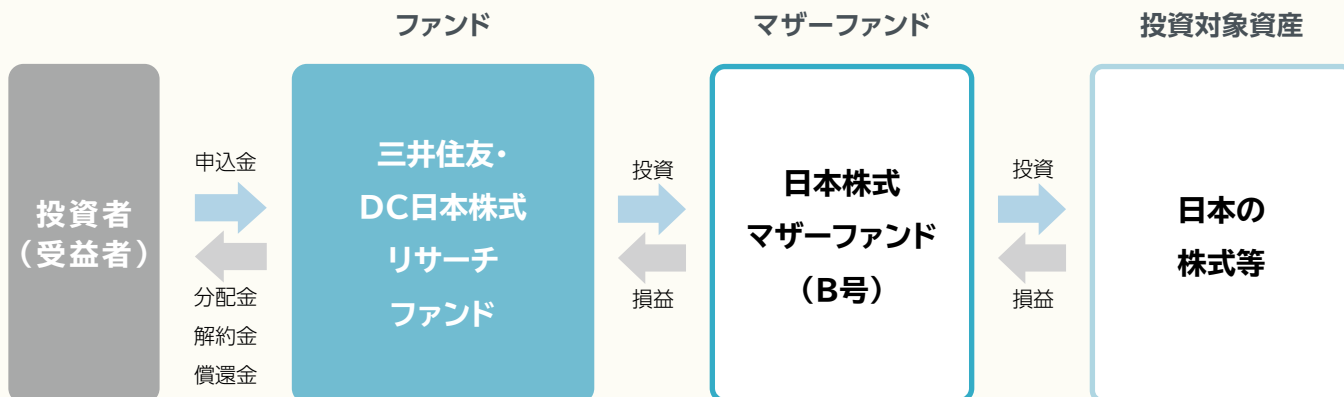 ファンド
マザーファンド
投資対象資産
投資者
（受益者）
申込金
分配金
解約金
償還金
三井住友・
DC日本株式
リサーチ
ファンド
投資
損益
日本株式
マザーファンド
（B号）
投資
損益
日本の
株式等